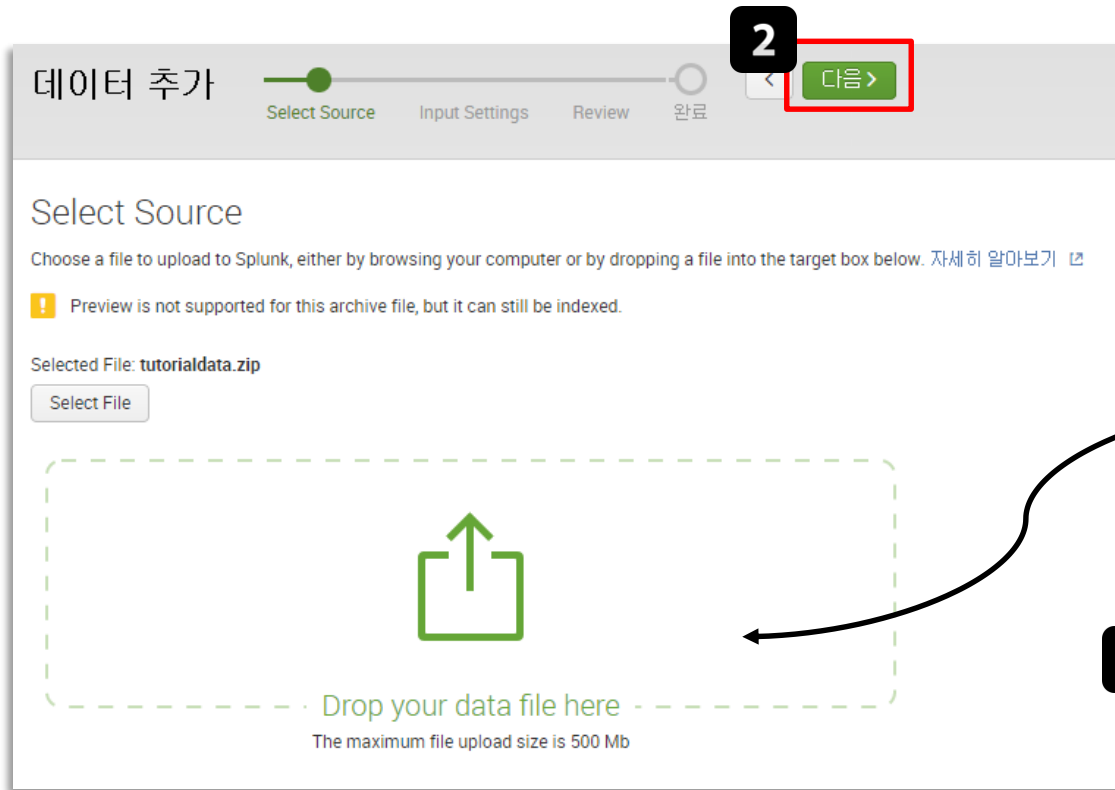 2
데이터 추가
Select Source
Input Settings
Review
완료
<
다음 >
Select Source
Choose a file to upload to Splunk, either by browsing your computer or by dropping a file into the target box below. 자세히 알아보기
! Preview is not supported for this archive file, but it can still be indexed.
Selected File: tutorialdata.zip
Select File
Drop your data file here
The maximum file upload size is 500 Mb